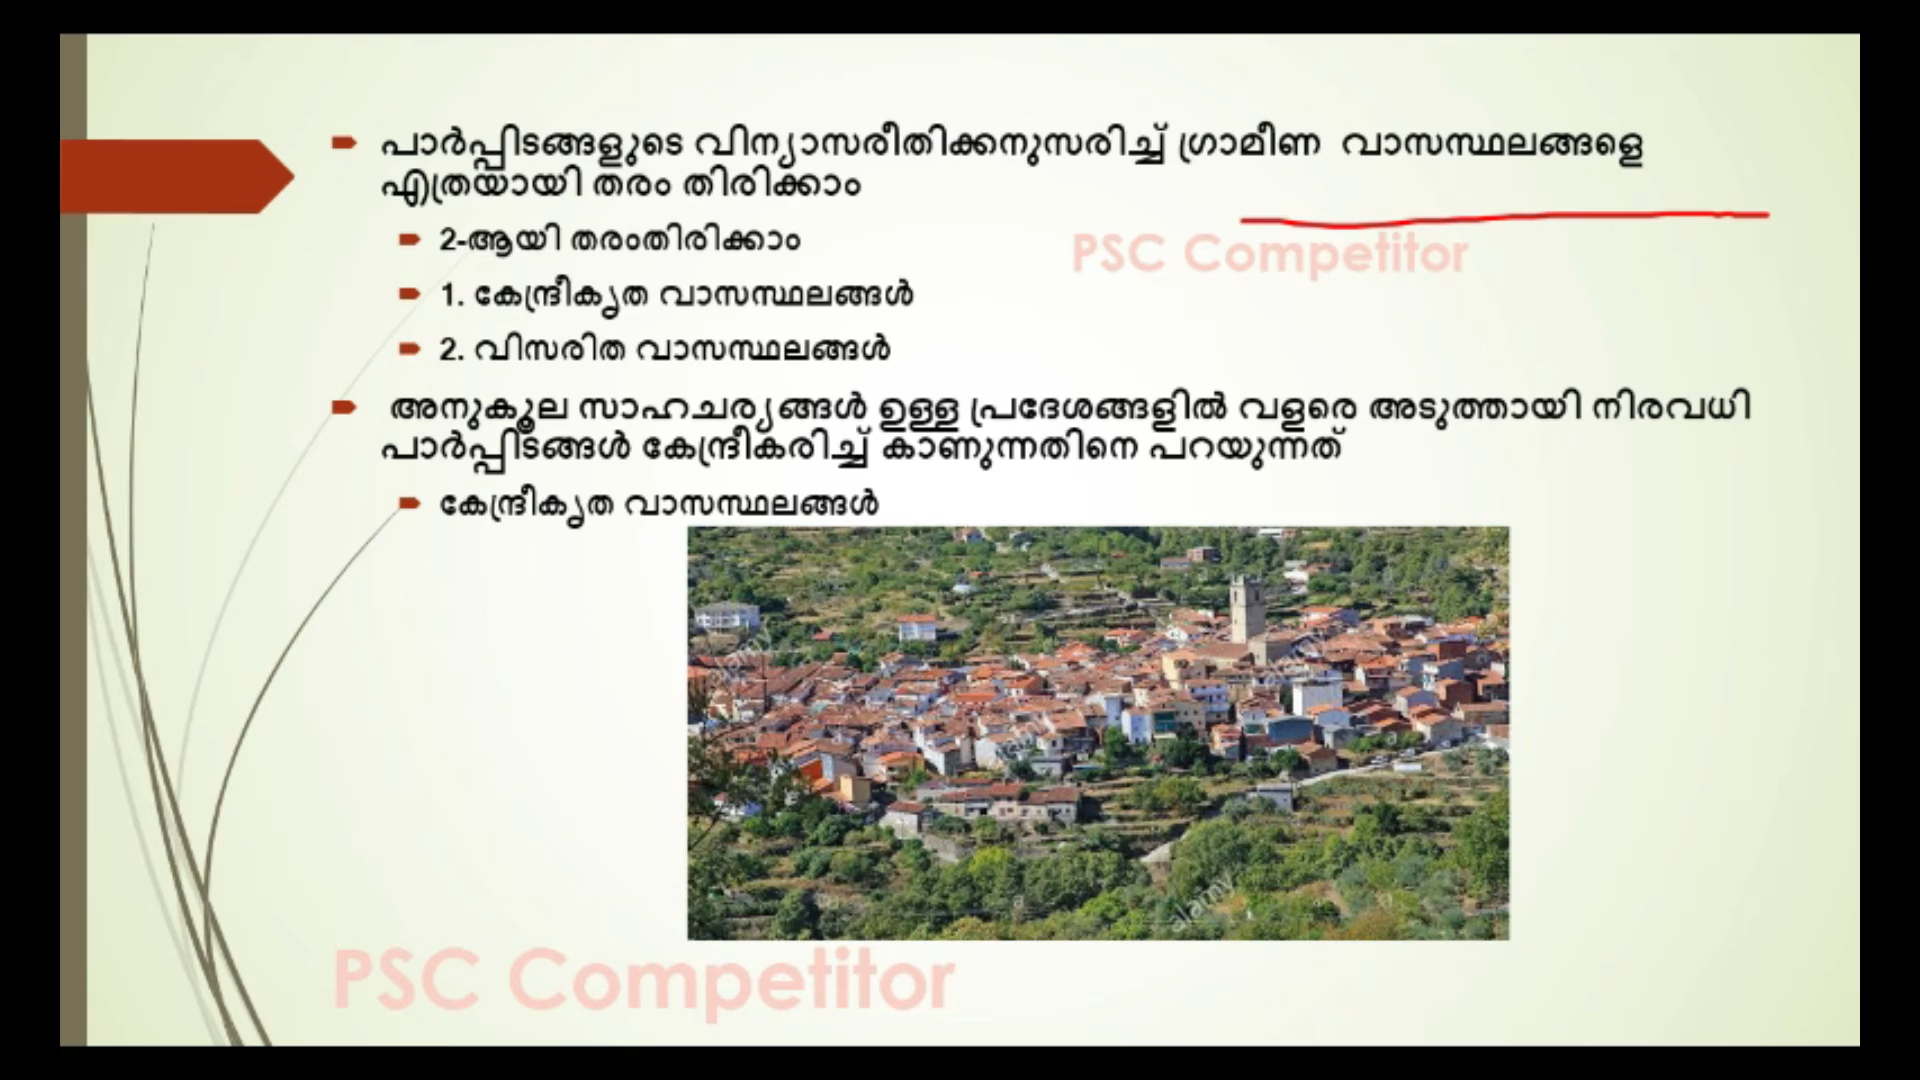 പാർപ്പിടങ്ങളുടെ വിന്യാസരീതിക്കനുസരിച്ച് ഗ്രാമീണ വാസസ്ഥലങ്ങളെ
എത്രയായി തരം തിരിക്കാം
2-ആയി തരംതിരിക്കാം
PSC Competitor
1. കേന്ദ്രീകൃത വാസസ്ഥലങ്ങൾ
2. വിസരിത വാസസ്ഥലങ്ങൾ
അനുകൂല സാഹചര്യങ്ങൾ ഉള്ള പ്രദേശങ്ങളിൽ വളരെ അടുത്തായി നിരവധി
പാർപ്പിടങ്ങൾ കേന്ദ്രീകരിച്ച് കാണുന്നതിനെ പറയുന്നത്
കേന്ദ്രീകൃത വാസസ്ഥലങ്ങൾ
alamy
alamy
PSC Competitor